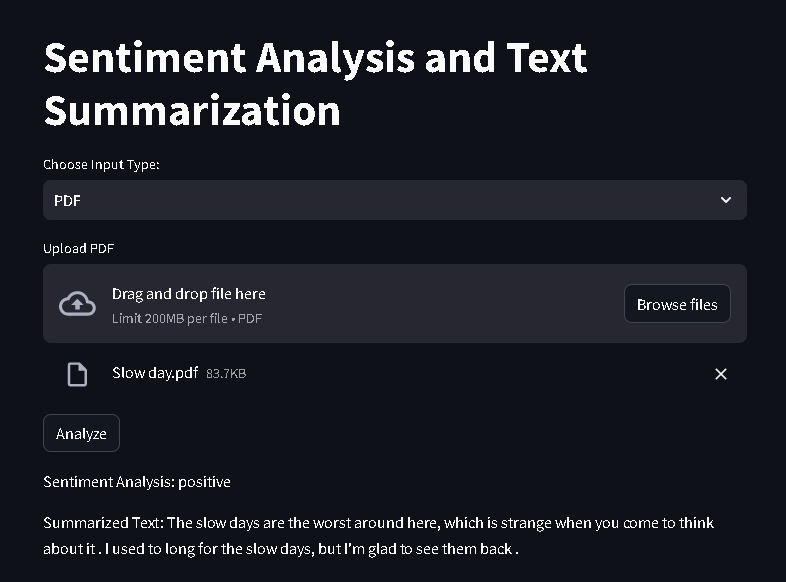 Sentiment Analysis and Text
Summarization
Choose Input Type:
PDF
Upload PDF
Drag and drop file here
Limit 200MB per file • PDF
Browse files
Slow day.pdf 83.7KB
Analyze
Sentiment Analysis: positive
Summarized Text: The slow days are the worst around here, which is strange when you come to think
about it . I used to long for the slow days, but I'm glad to see them back .